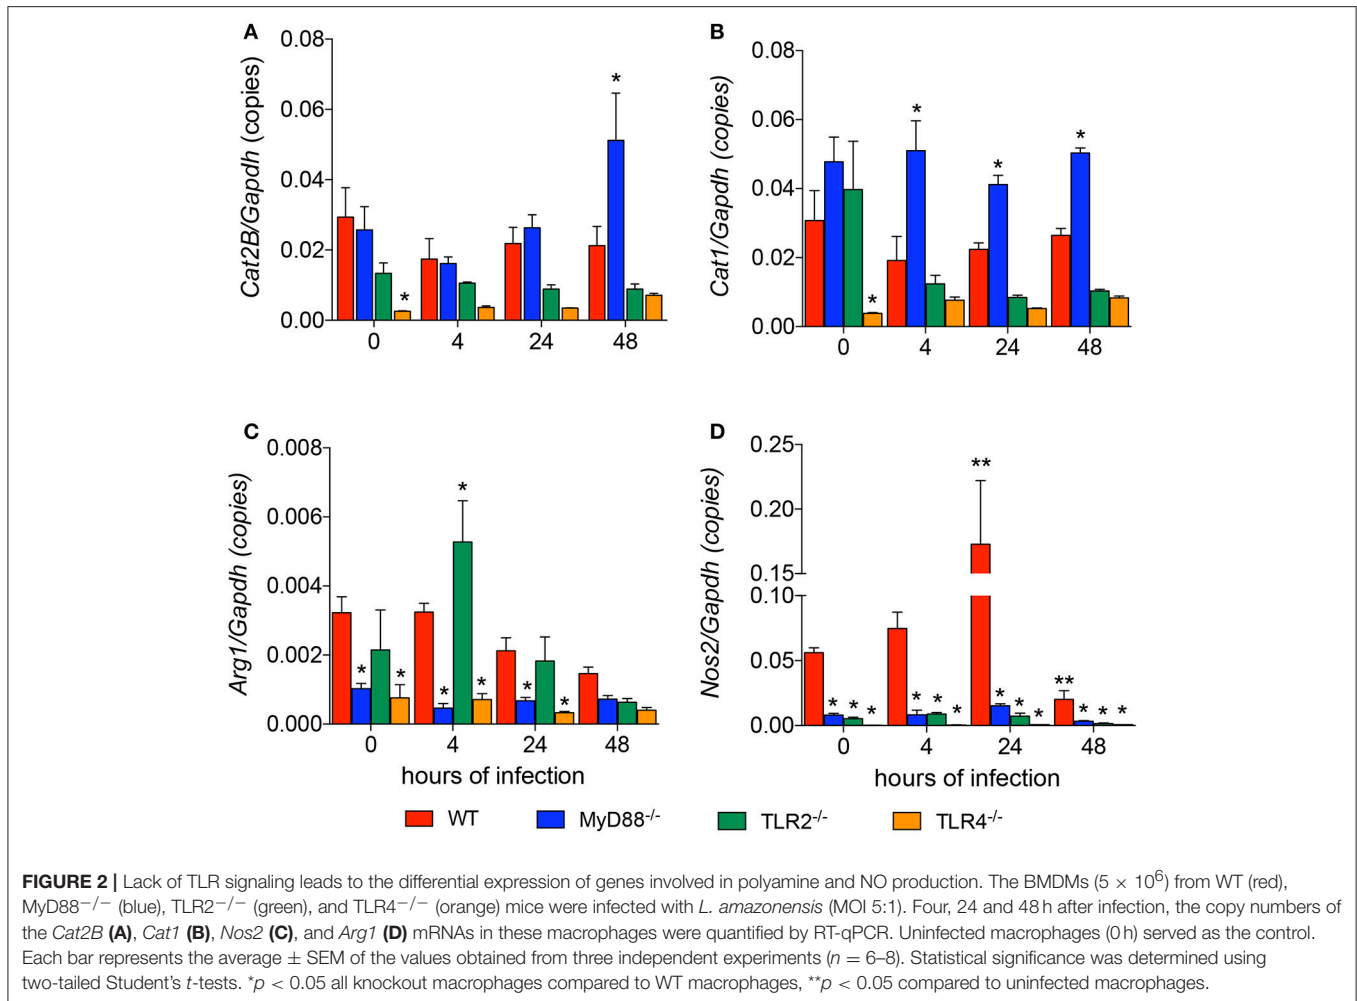 A
Cat2B/Gapdh (copies)
0.08
0.06
0.04
0.02
0.00
*
*
0
4
24
48
B
Cat1/Gapdh (copies)
0.08
0.06
0.04
0.02
0.00
*
*
*
*
0
4
24
48
C
Arg1/Gapdh (copies)
0.008
0.006
0.004
0.002
0.000
* * * * * * *
0
4
24
48
hours of infection
D
Nos2/Gapdh (copies)
0.25
0.20
0.15
0.10
0.05
0.00
* * * * * * ** * * * ** * * *
0
4
24
48
hours of infection
WT
MyD88-/-
TLR2-/-
TLR4-/-
FIGURE 2 | Lack of TLR signaling leads to the differential expression of genes involved in polyamine and NO production. The BMDMs (5 × 10⁶) from WT (red),
MyD88−/− (blue), TLR2−/− (green), and TLR4−/− (orange) mice were infected with L. amazonensis (MOI 5:1). Four, 24 and 48 h after infection, the copy numbers of
the Cat2B (A), Cat1 (B), Nos2 (C), and Arg1 (D) mRNAs in these macrophages were quantified by RT-qPCR. Uninfected macrophages (0 h) served as the control.
Each bar represents the average ± SEM of the values obtained from three independent experiments (n = 6–8). Statistical significance was determined using
two-tailed Student's t-tests. *p < 0.05 all knockout macrophages compared to WT macrophages, **p < 0.05 compared to uninfected macrophages.